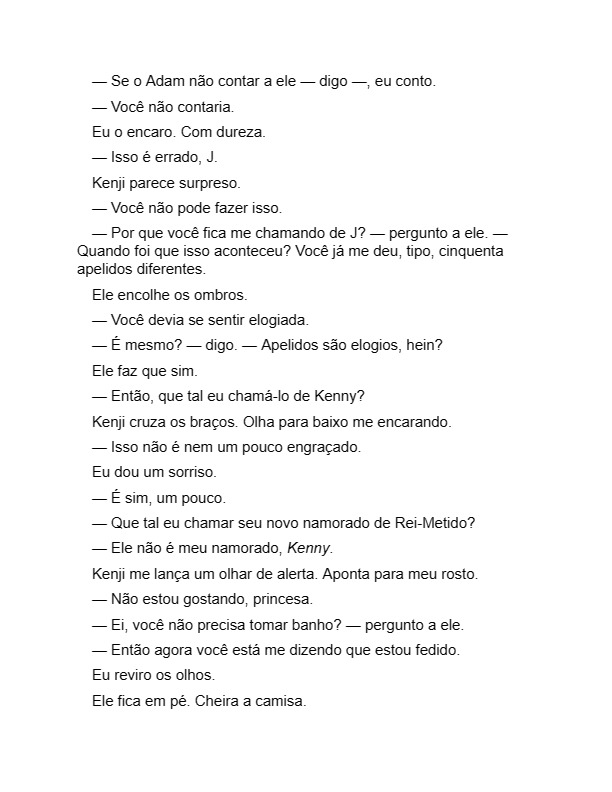 — Se o Adam não contar a ele — digo —, eu conto.
— Você não contaria.
Eu o encaro. Com dureza.
— Isso é errado, J.
Kenji parece surpreso.
— Você não pode fazer isso.
— Por que você fica me chamando de J? — pergunto a ele. —
Quando foi que isso aconteceu? Você já me deu, tipo, cinquenta
apelidos diferentes.
Ele encolhe os ombros.
— Você devia se sentir elogiada.
— É mesmo? — digo. — Apelidos são elogios, hein?
Ele faz que sim.
— Então, que tal eu chamá-lo de Kenny?
Kenji cruza os braços. Olha para baixo me encarando.
— Isso não é nem um pouco engraçado.
Eu dou um sorriso.
— É sim, um pouco.
— Que tal eu chamar seu novo namorado de Rei-Metido?
— Ele não é meu namorado, Kenny.
Kenji me lança um olhar de alerta. Aponta para meu rosto.
— Não estou gostando, princesa.
— Ei, você não precisa tomar banho? — pergunto a ele.
— Então agora você está me dizendo que estou fedido.
Eu reviro os olhos.
Ele fica em pé. Cheira a camisa.